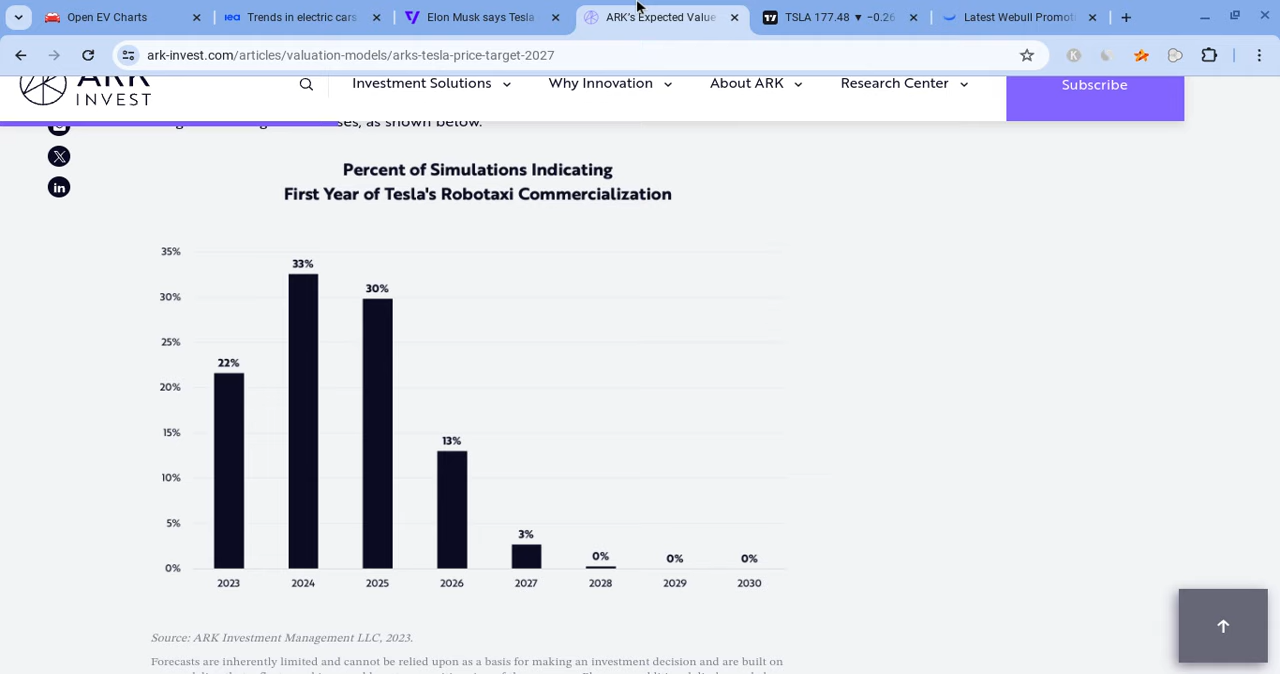 Open EV Charts
iea Trends in electric cars
Elon Musk says Tesla
ARK's Expected Value
TSLA 177.48 ▼ −0.26
Latest Webull Promot
ark-invest.com/articles/valuation-models/arks-tesla-price-target-2027
ARK
INVEST
Investment Solutions
Why Innovation
About ARK
Research Center
Subscribe
ses, as shown below.
Percent of Simulations Indicating
First Year of Tesla's Robotaxi Commercialization
35%
30%
25%
20%
15%
10%
5%
0%
22%
33%
30%
13%
3%
0%
0%
0%
2023
2024
2025
2026
2027
2028
2029
2030
Source: ARK Investment Management LLC, 2023.
Forecasts are inherently limited and cannot be relied upon as a basis for making an investment decision and are built on